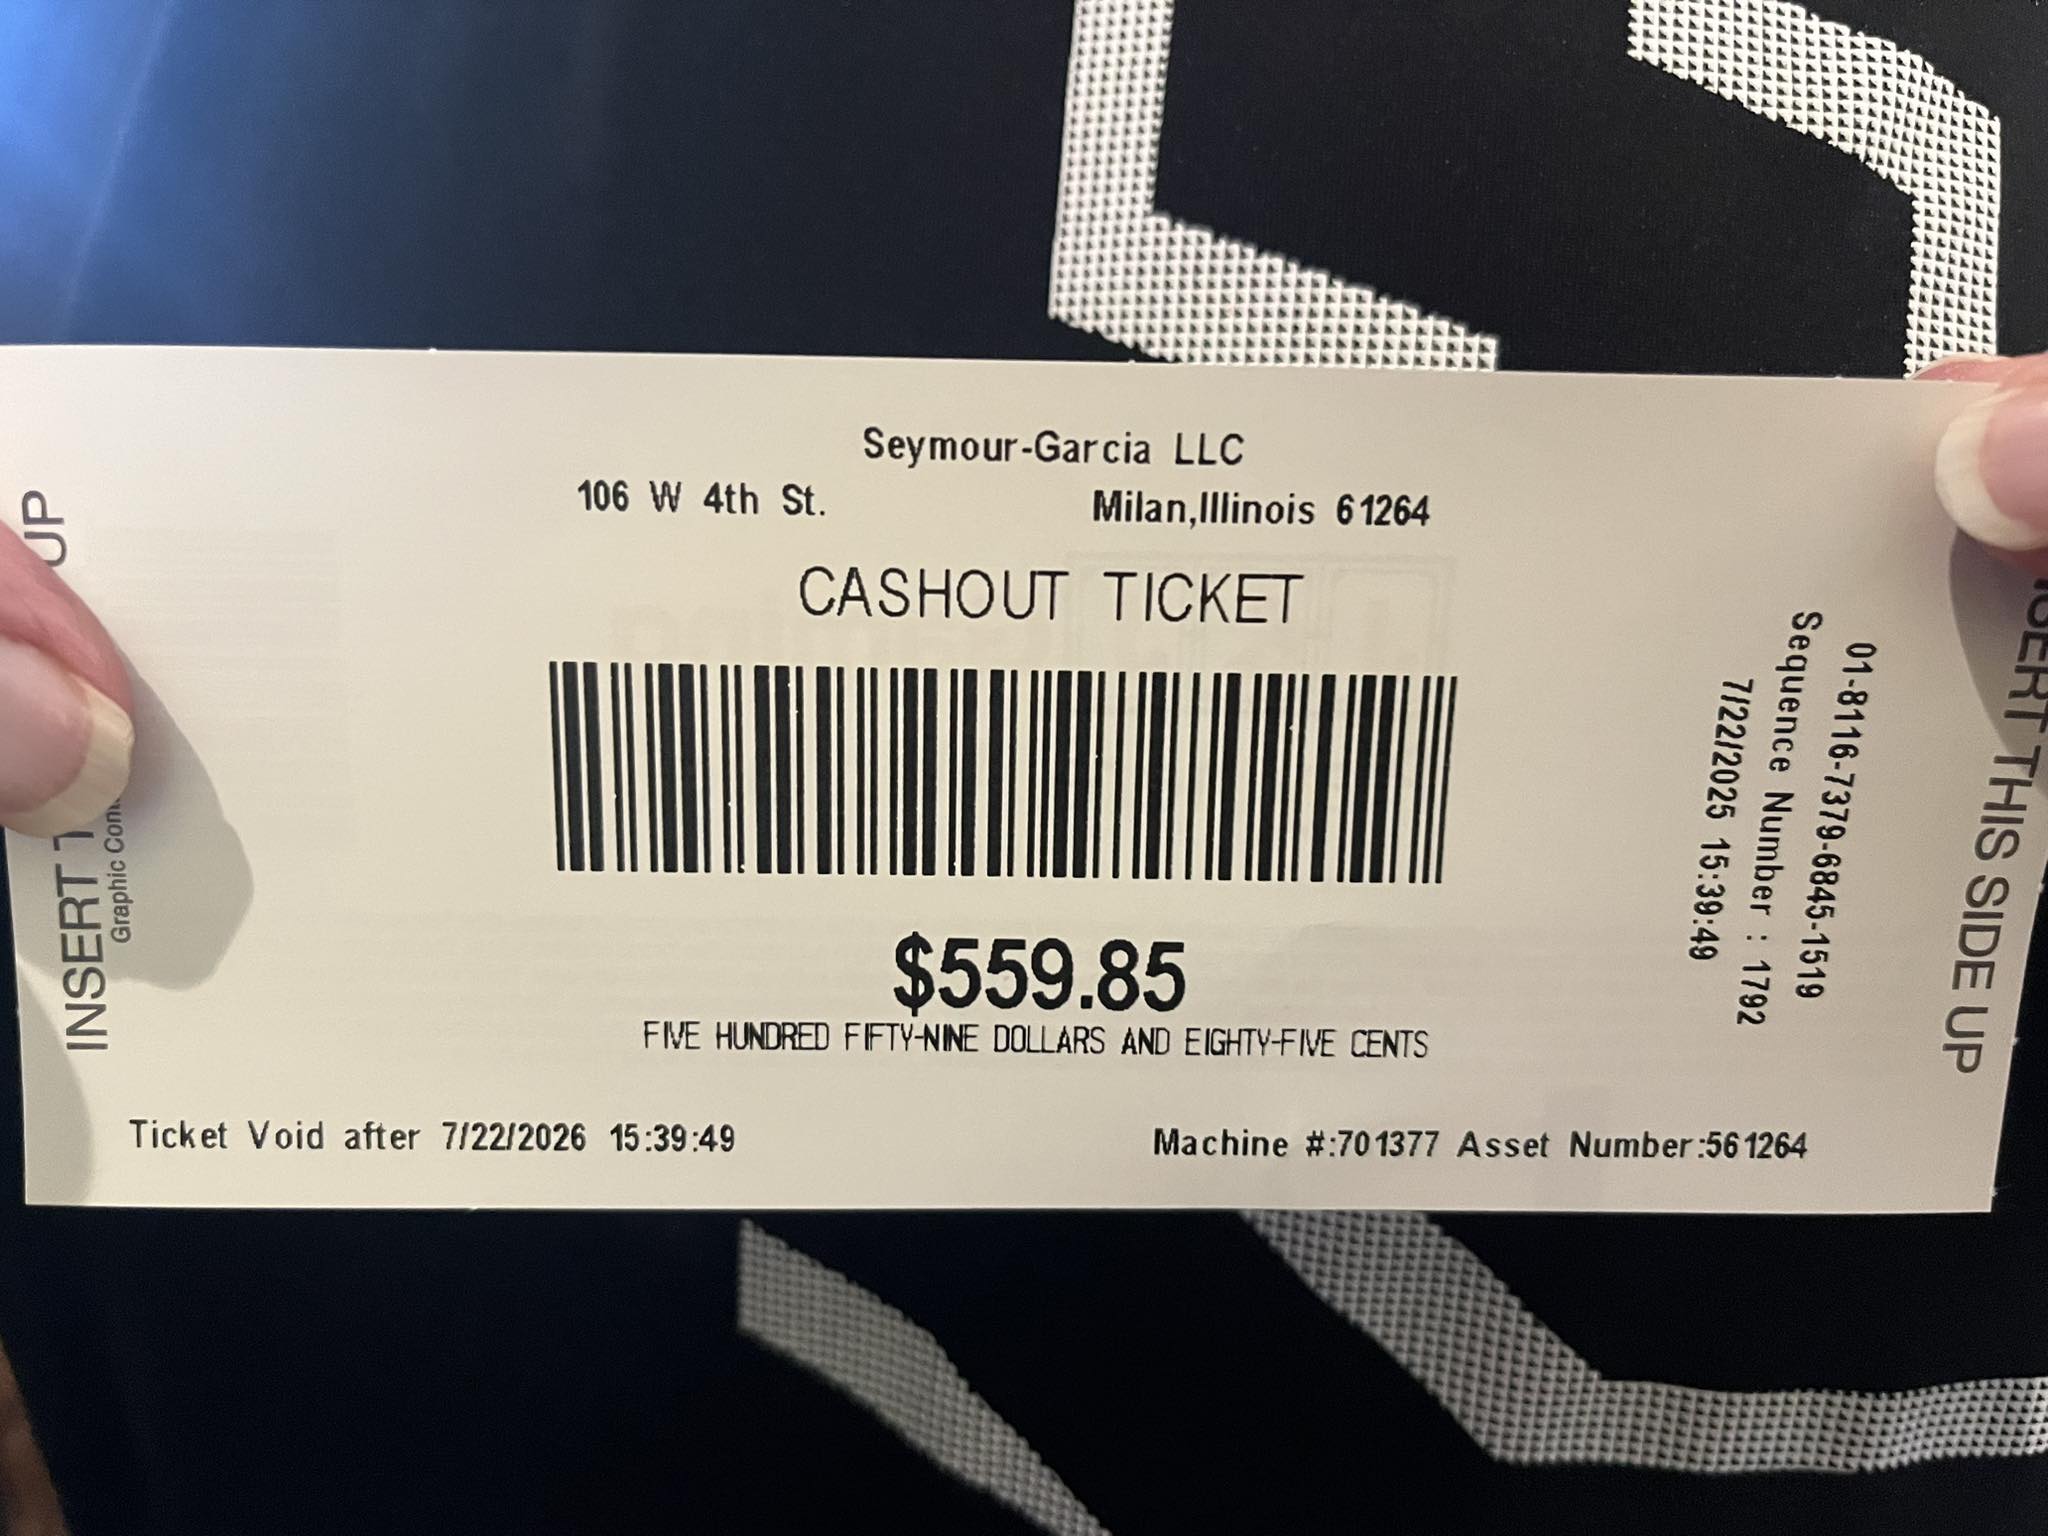 Seymour-Garcia LLC
106 W 4th St. Milan,Illinois 61264
CASHOUT TICKET
$559.85
FIVE HUNDRED FIFTY-NINE DOLLARS AND EIGHTY-FIVE CENTS
Ticket Void after 7/22/2026 15:39:49
Machine #:701377 Asset Number:561264
01-8116-7379-6845-1519
Sequence Number : 1792
7/22/2025 15:39:49
THIS SIDE UP
INSERT UP
Graphic